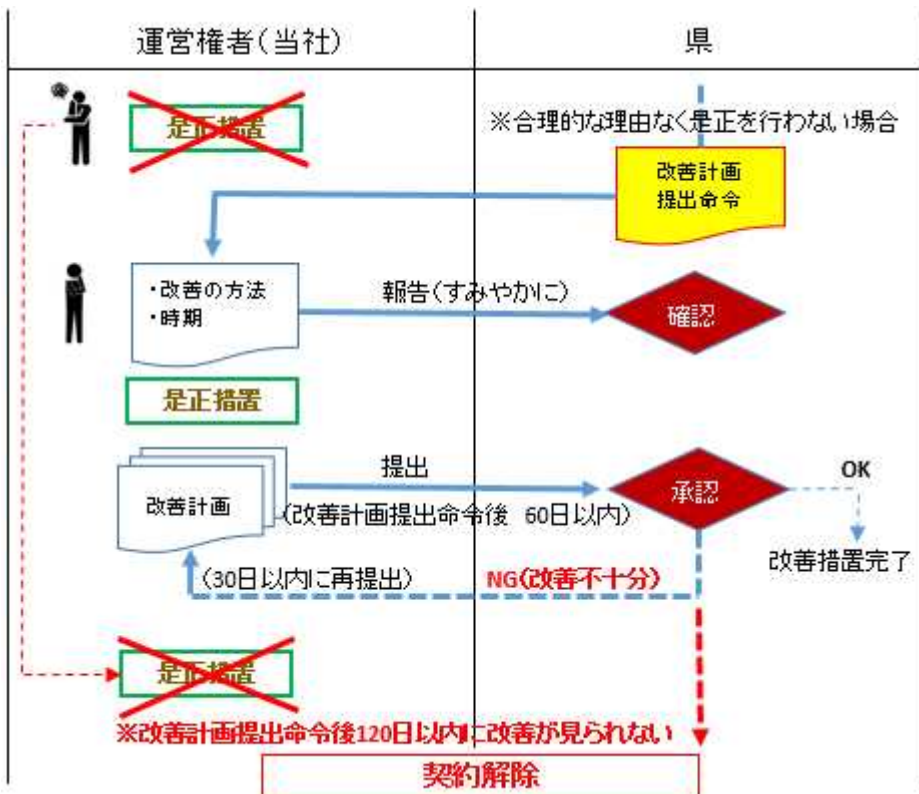 運営権者(当社)
県
是正措置
※合理的な理由なく是正を行わない場合
改善計画
提出命令
・改善の方法
・時期
報告(すみやかに)
確認
是正措置
改善計画
提出
(改善計画提出命令後 60日以内)
承認
OK
改善措置完了
(30日以内に再提出)
NG(改善不十分)
是正措置
※改善計画提出命令後120日以内に改善が見られない
契約解除